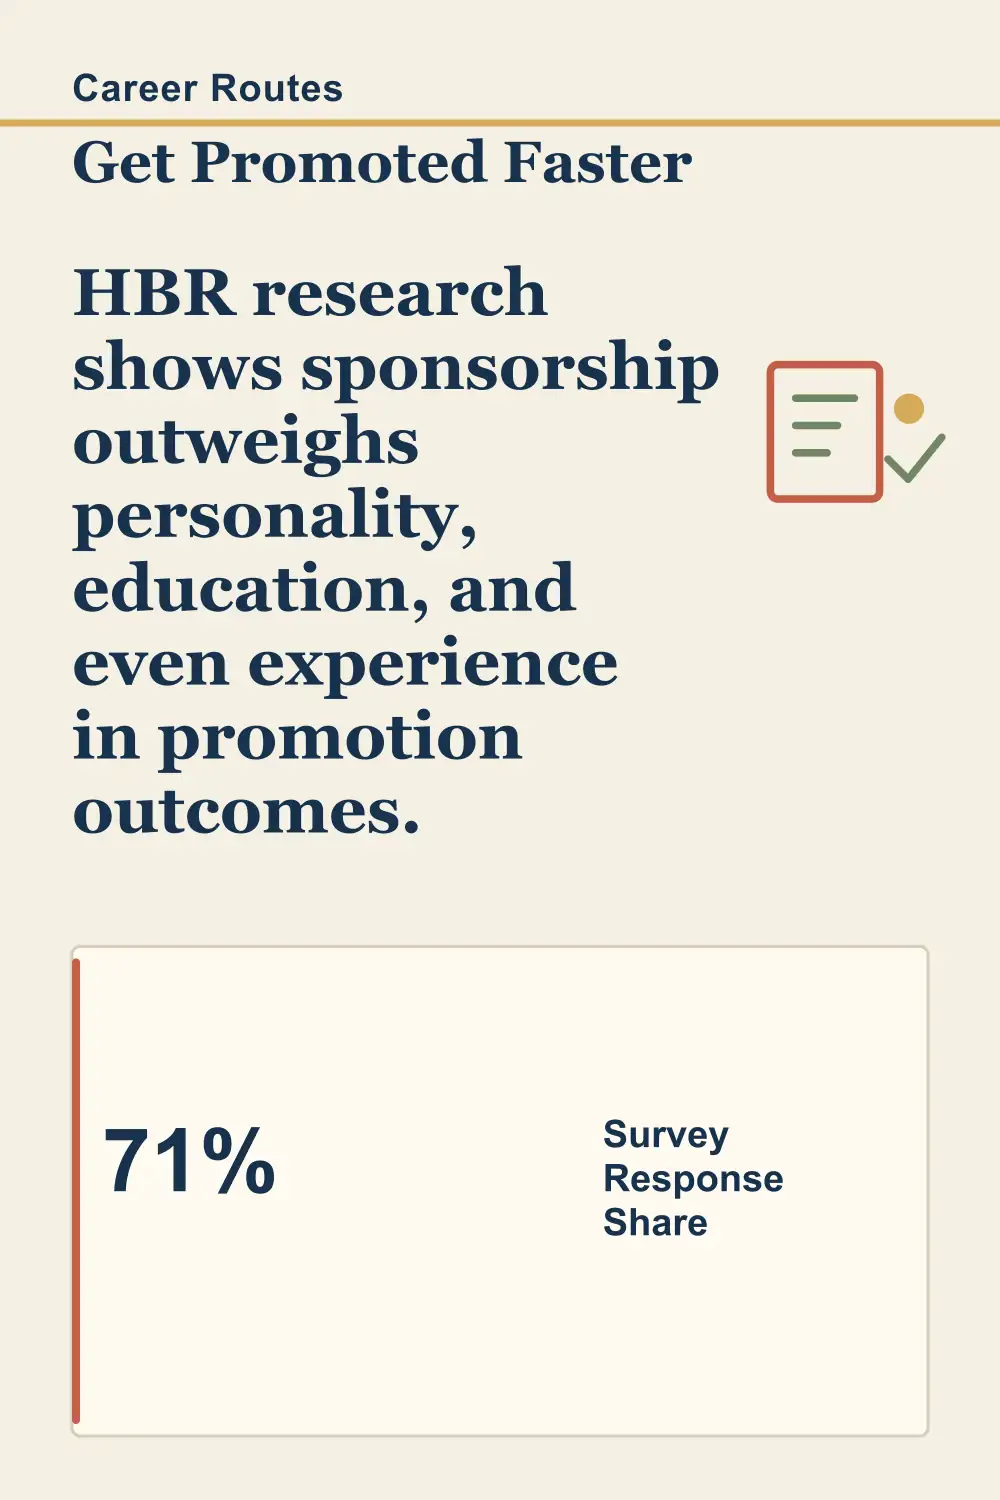 Career Routes
Get Promoted Faster
HBR research
shows sponsorship
outweighs
personality,
education, and
even experience
in promotion
outcomes.
71%
Survey
Response
Share